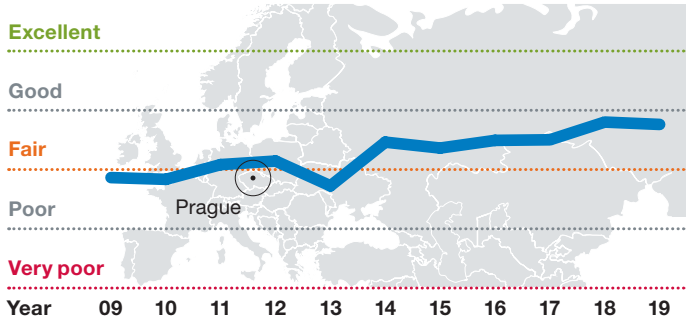 Excellent
Good
Fair
Poor
Prague
Very poor
Year 09 10 11 12 13 14 15 16 17 18 19